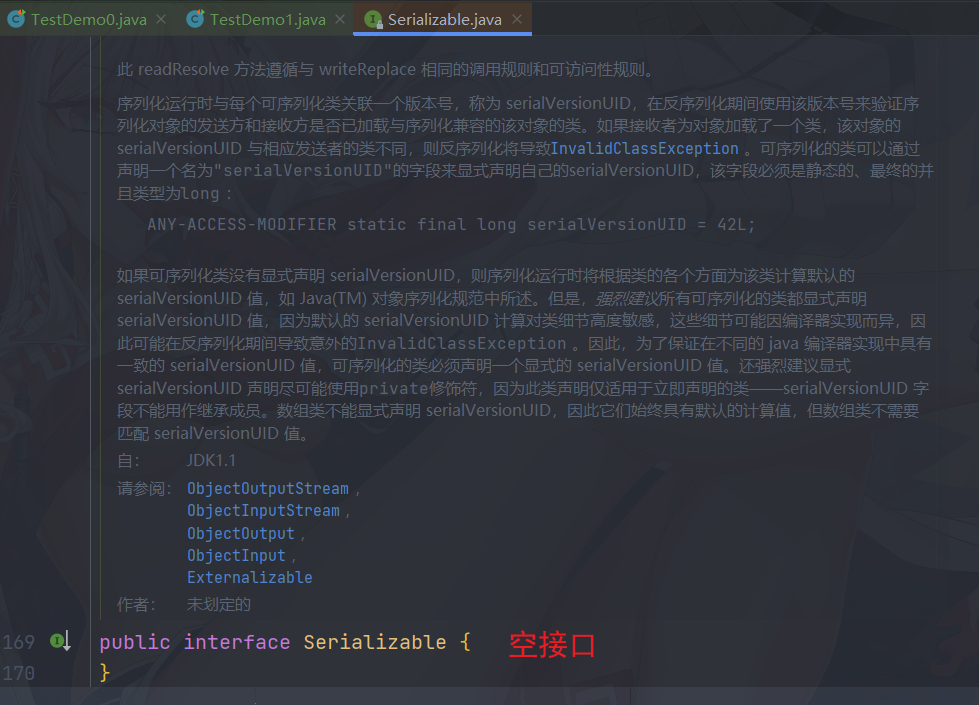 TestDemo0.java TestDemo1.java Serializable.java
此 readResolve 方法遵循与 writeReplace 相同的调用规则和可访问性规则。
序列化运行时与每个可序列化类关联一个版本号，称为 serialVersionUID，在反序列化期间使用该版本号来验证序
列化对象的发送方和接收方是否已加载与序列化兼容的该对象的类。如果接收者为对象加载了一个类，该对象的
serialVersionUID 与相应发送者的类不同，则反序列化将导致InvalidClassException 。可序列化的类可以通过
声明一个名为"serialVersionUID"的字段来显式声明自己的serialVersionUID，该字段必须是静态的、最终的并
且类型为long：
ANY-ACCESS-MODIFIER static final long serialVersionUID = 42L;
如果可序列化类没有显式声明 serialVersionUID，则序列化运行时将根据类的各个方面为该类计算默认的
serialVersionUID 值，如 Java(TM) 对象序列化规范中所述。但是，强烈建议所有可序列化的类都显式声明
serialVersionUID 值，因为默认的 serialVersionUID 计算对类细节高度敏感，这些细节可能因编译器实现而异，因
此可能在反序列化期间导致意外的InvalidClassException 。因此，为了保证在不同的 java 编译器实现中具有
一致的 serialVersionUID 值，可序列化的类必须声明一个显式的 serialVersionUID 值。还强烈建议显式
serialVersionUID 声明尽可能使用private修饰符，因为此类声明仅适用于立即声明的类——serialVersionUID 字
段不能用作继承成员。数组类不能显式声明 serialVersionUID，因此它们始终具有默认的计算值，但数组类不需要
匹配 serialVersionUID 值。
自： JDK1.1
请参阅： ObjectOutputStream ,
ObjectInputStream ,
ObjectOutput ,
ObjectInput ,
Externalizable
作者： 未划定的
169 public interface Serializable { 空接口
170 }